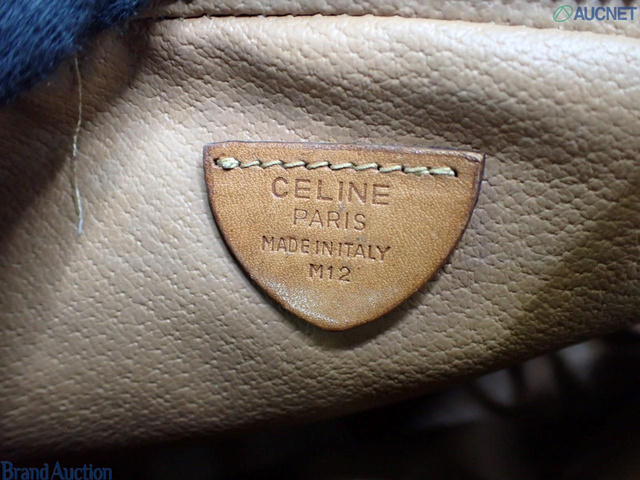 AUCNET
CELINE
PARIS
MADE IN ITALY
M12
Brand Auction